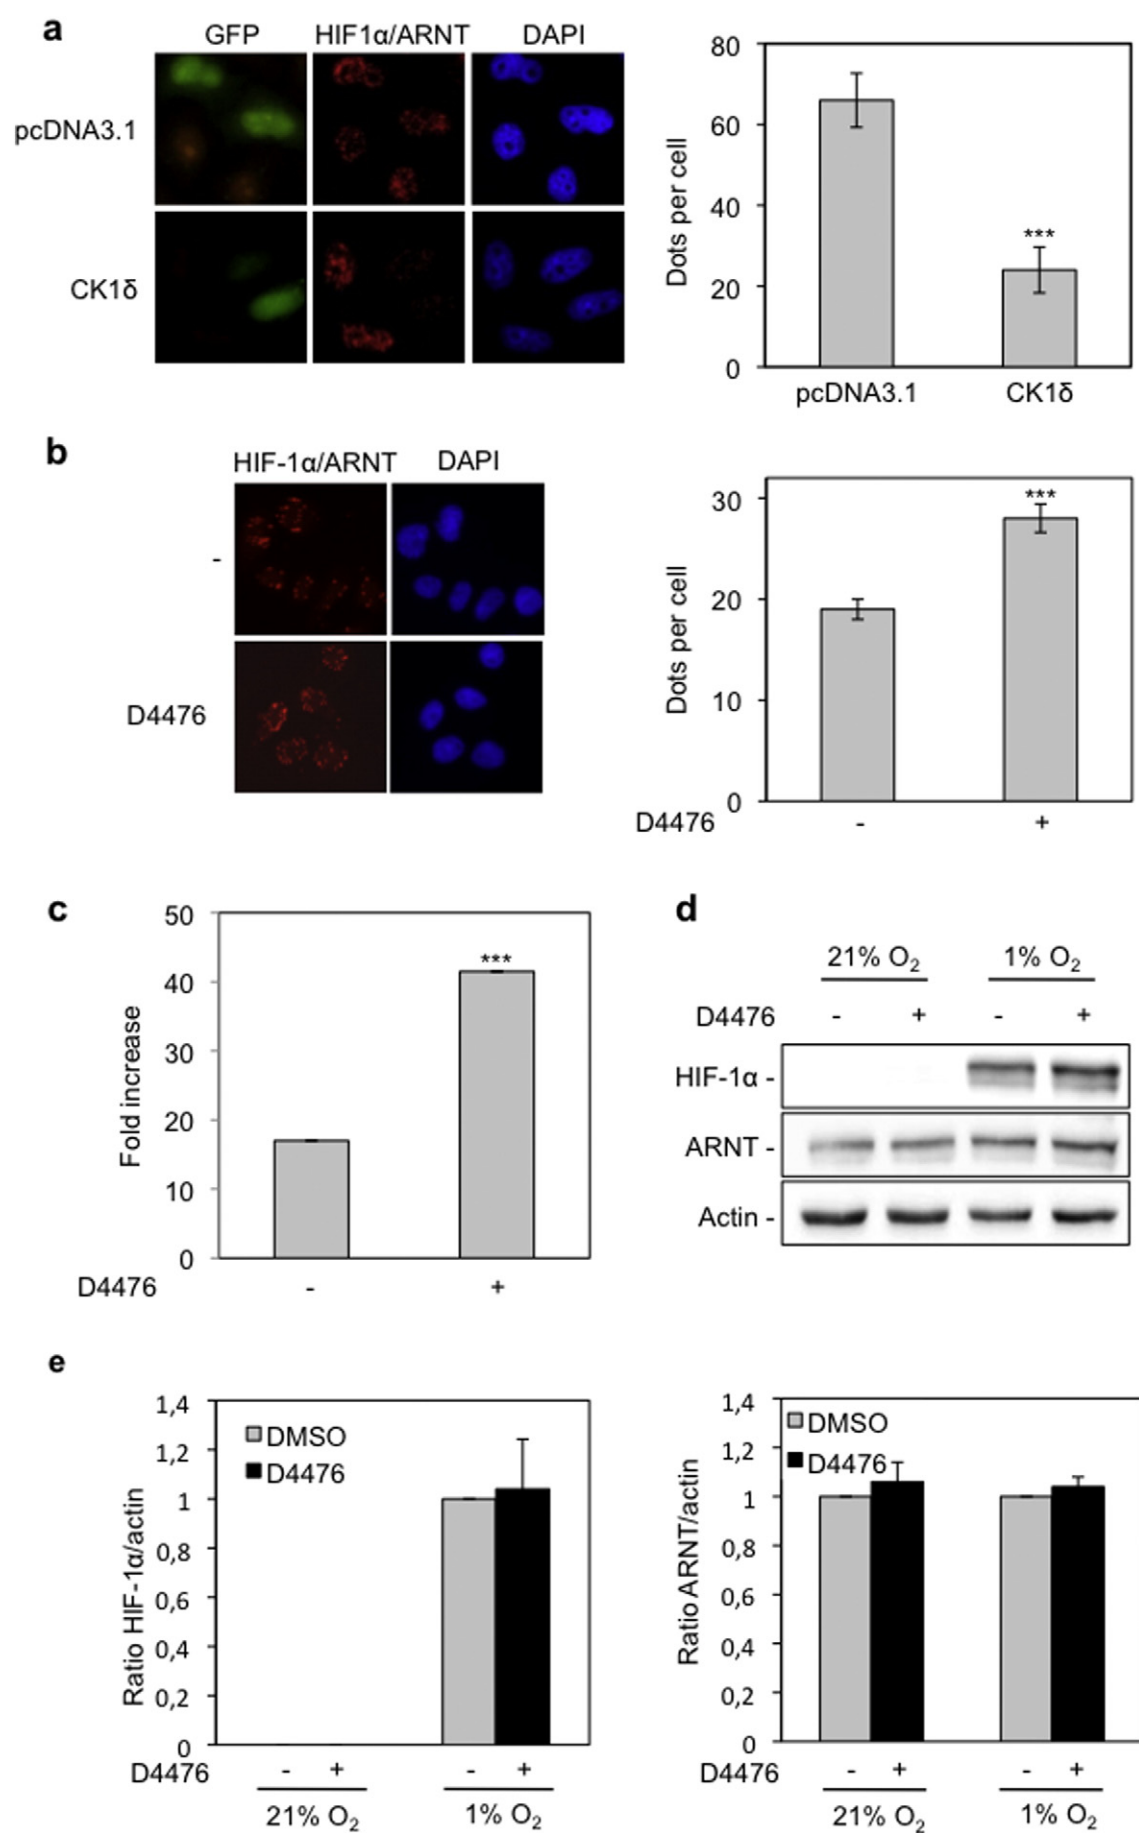 a
GFP HIF1α/ARNT DAPI
pcDNA3.1
CK1δ
80
60
40
20
0
Dots per cell
***
pcDNA3.1 CK1δ
b
HIF-1α/ARNT DAPI
-
D4476
30
20
10
0
Dots per cell
***
D4476 - +
c
50
40
30
20
10
0
Fold increase
***
D4476 - +
d
21% O₂ 1% O₂
D4476 - + - +
HIF-1α -
ARNT -
Actin -
e
1,4
1,2
1
0,8
0,6
0,4
0,2
0
Ratio HIF-1α/actin
DMSO
D4476
D4476 - + - +
21% O₂ 1% O₂
1,4
1,2
1
0,8
0,6
0,4
0,2
0
Ratio ARNT/actin
DMSO
D4476
D4476 - + - +
21% O₂ 1% O₂